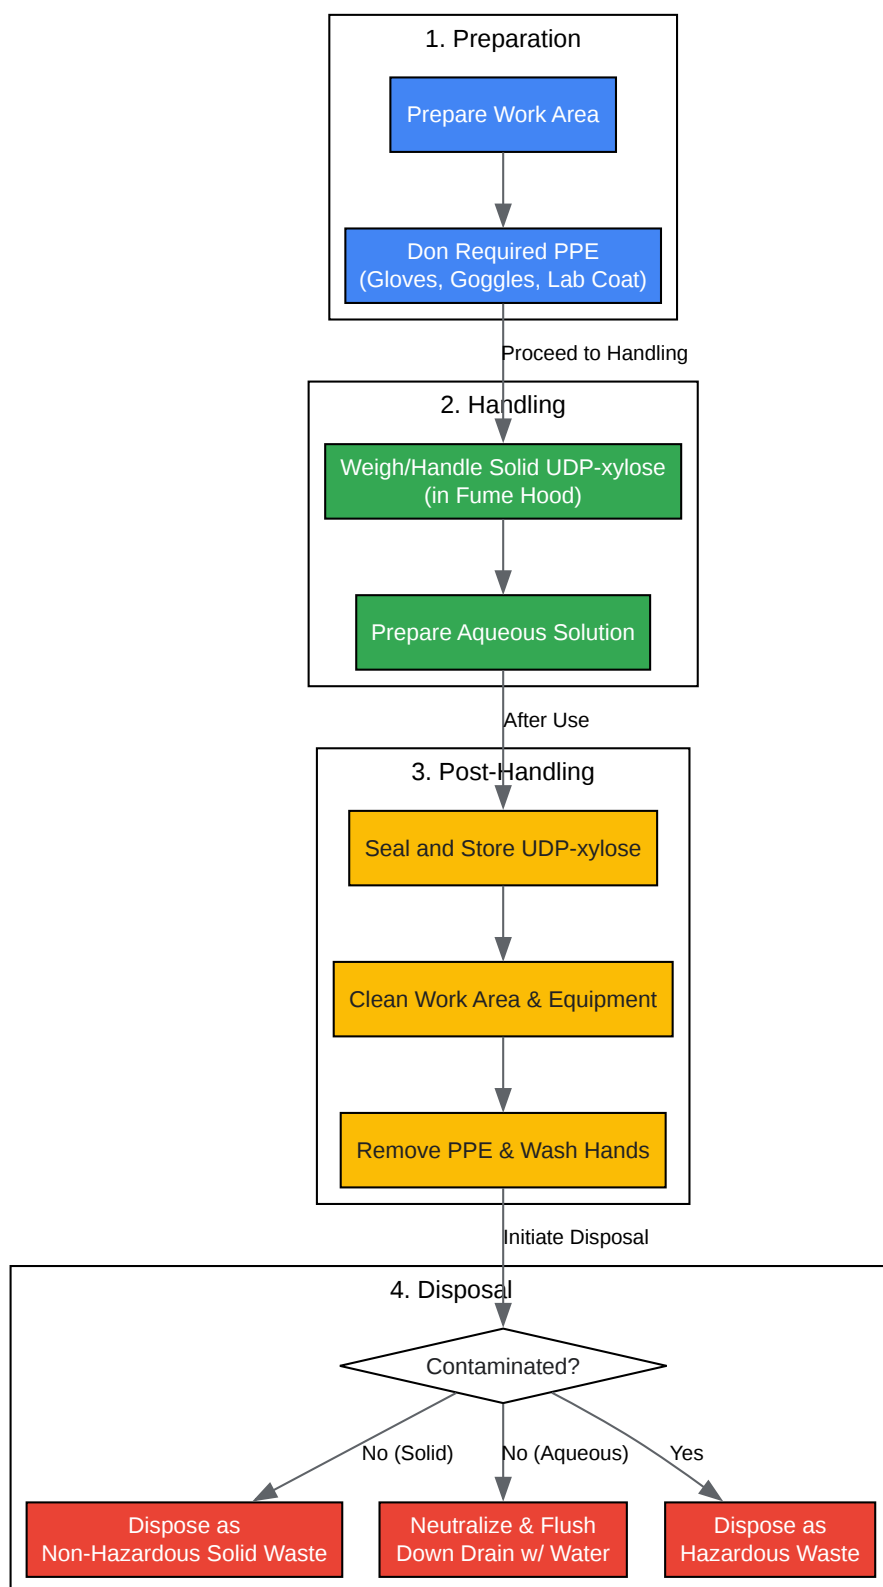 1. Preparation
Prepare Work Area
Don Required PPE
(Gloves, Goggles, Lab Coat)
Proceed to Handling
2. Handling
Weigh/Handle Solid UDP-xylose
(in Fume Hood)
Prepare Aqueous Solution
After Use
3. Post-Handling
Seal and Store UDP-xylose
Clean Work Area & Equipment
Remove PPE & Wash Hands
Initiate Disposal
4. Disposal
Contaminated?
No (Solid)
No (Aqueous)
Yes
Dispose as
Non-Hazardous Solid Waste
Neutralize & Flush
Down Drain w/ Water
Dispose as
Hazardous Waste